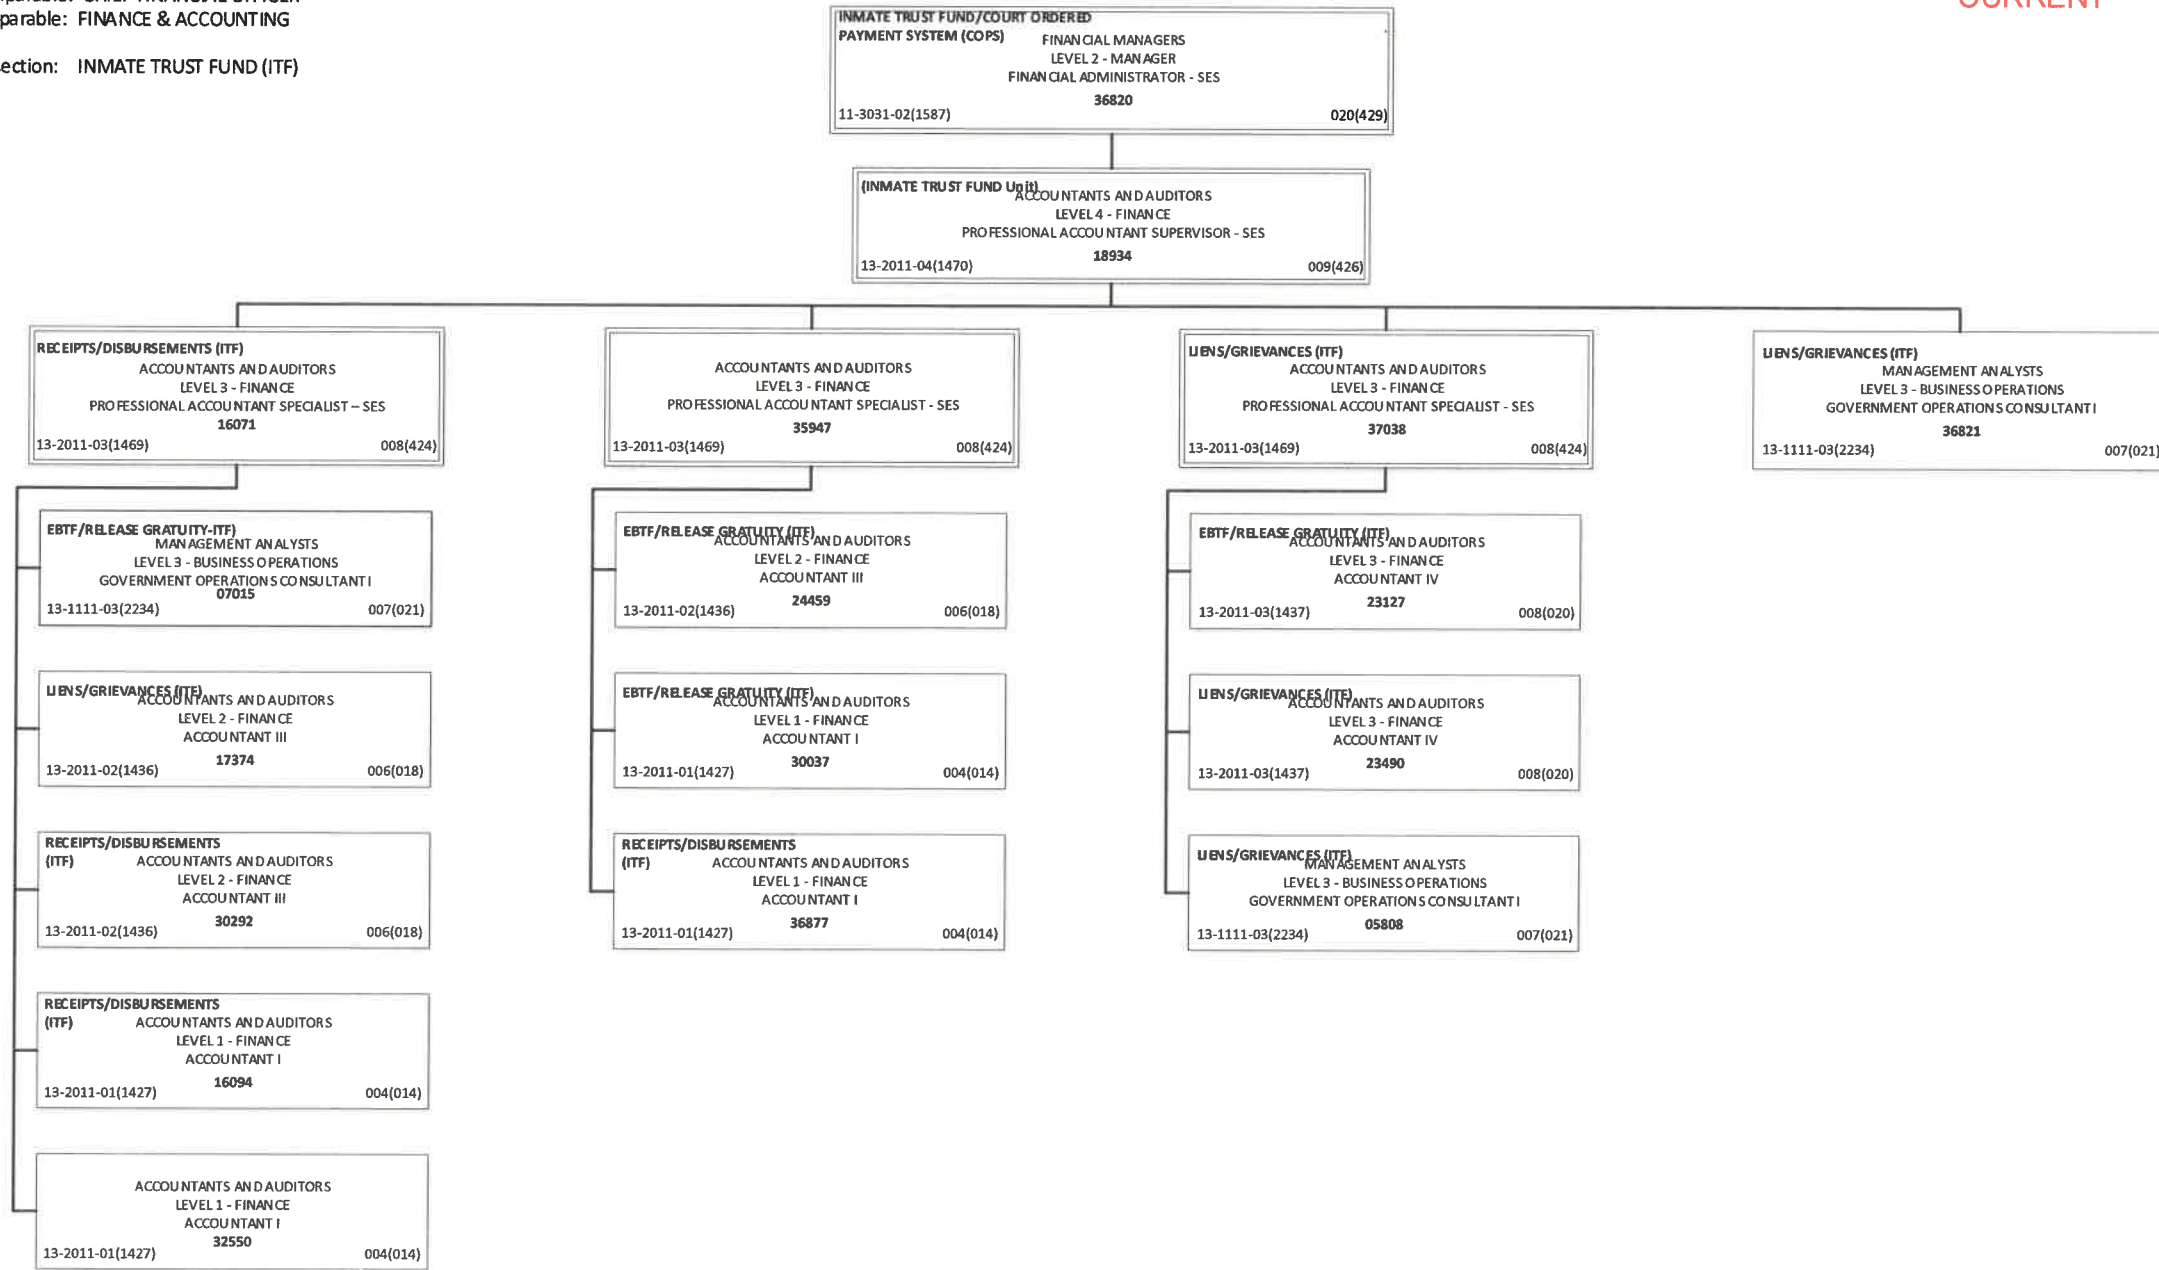 parable: FINANCE & ACCOUNTING
ection: INMATE TRUST FUND (ITF)
CURRENT
INMATE TRUST FUND/COURT ORDERED
PAYMENT SYSTEM (COPS)
FINANCIAL MANAGERS
LEVEL 2 - MANAGER
FINANCIAL ADMINISTRATOR - SES
36820
11-3031-02(1587) 020(429)
(INMATE TRUST FUND Unit)
ACCOUNTANTS AND AUDITORS
LEVEL 4 - FINANCE
PROFESSIONAL ACCOUNTANT SUPERVISOR - SES
18934
13-2011-04(1470) 009(426)
RECEIPTS/DISBURSEMENTS (ITF)
ACCOUNTANTS AND AUDITORS
LEVEL 3 - FINANCE
PROFESSIONAL ACCOUNTANT SPECIALIST – SES
16071
13-2011-03(1469) 008(424)
ACCOUNTANTS AND AUDITORS
LEVEL 3 - FINANCE
PROFESSIONAL ACCOUNTANT SPECIALIST - SES
35947
13-2011-03(1469) 008(424)
LIENS/GRIEVANCES (ITF)
ACCOUNTANTS AND AUDITORS
LEVEL 3 - FINANCE
PROFESSIONAL ACCOUNTANT SPECIALIST - SES
37038
13-2011-03(1469) 008(424)
LIENS/GRIEVANCES (ITF)
MANAGEMENT ANALYSTS
LEVEL 3 - BUSINESS OPERATIONS
GOVERNMENT OPERATIONS CONSULTANT I
36821
13-1111-03(2234) 007(021)
EBTF/RELEASE GRATUITY-ITF)
MANAGEMENT ANALYSTS
LEVEL 3 - BUSINESS OPERATIONS
GOVERNMENT OPERATIONS CONSULTANT I
07015
13-1111-03(2234) 007(021)
LIENS/GRIEVANCES (ITF)
ACCOUNTANTS AND AUDITORS
LEVEL 2 - FINANCE
ACCOUNTANT III
17374
13-2011-02(1436) 006(018)
RECEIPTS/DISBURSEMENTS
(ITF) ACCOUNTANTS AND AUDITORS
LEVEL 2 - FINANCE
ACCOUNTANT III
30292
13-2011-02(1436) 006(018)
RECEIPTS/DISBURSEMENTS
(ITF) ACCOUNTANTS AND AUDITORS
LEVEL 1 - FINANCE
ACCOUNTANT I
16094
13-2011-01(1427) 004(014)
ACCOUNTANTS AND AUDITORS
LEVEL 1 - FINANCE
ACCOUNTANT I
32550
13-2011-01(1427) 004(014)
EBTF/RELEASE GRATUITY (ITF)
ACCOUNTANTS AND AUDITORS
LEVEL 2 - FINANCE
ACCOUNTANT III
24459
13-2011-02(1436) 006(018)
EBTF/RELEASE GRATUITY (ITF)
ACCOUNTANTS AND AUDITORS
LEVEL 1 - FINANCE
ACCOUNTANT I
30037
13-2011-01(1427) 004(014)
RECEIPTS/DISBURSEMENTS
(ITF) ACCOUNTANTS AND AUDITORS
LEVEL 1 - FINANCE
ACCOUNTANT I
36877
13-2011-01(1427) 004(014)
EBTF/RELEASE GRATUITY (ITF)
ACCOUNTANTS AND AUDITORS
LEVEL 3 - FINANCE
ACCOUNTANT IV
23127
13-2011-03(1437) 008(020)
LIENS/GRIEVANCES (ITF)
ACCOUNTANTS AND AUDITORS
LEVEL 3 - FINANCE
ACCOUNTANT IV
23490
13-2011-03(1437) 008(020)
LIENS/GRIEVANCES (ITF)
MANAGEMENT ANALYSTS
LEVEL 3 - BUSINESS OPERATIONS
GOVERNMENT OPERATIONS CONSULTANT I
05808
13-1111-03(2234) 007(021)